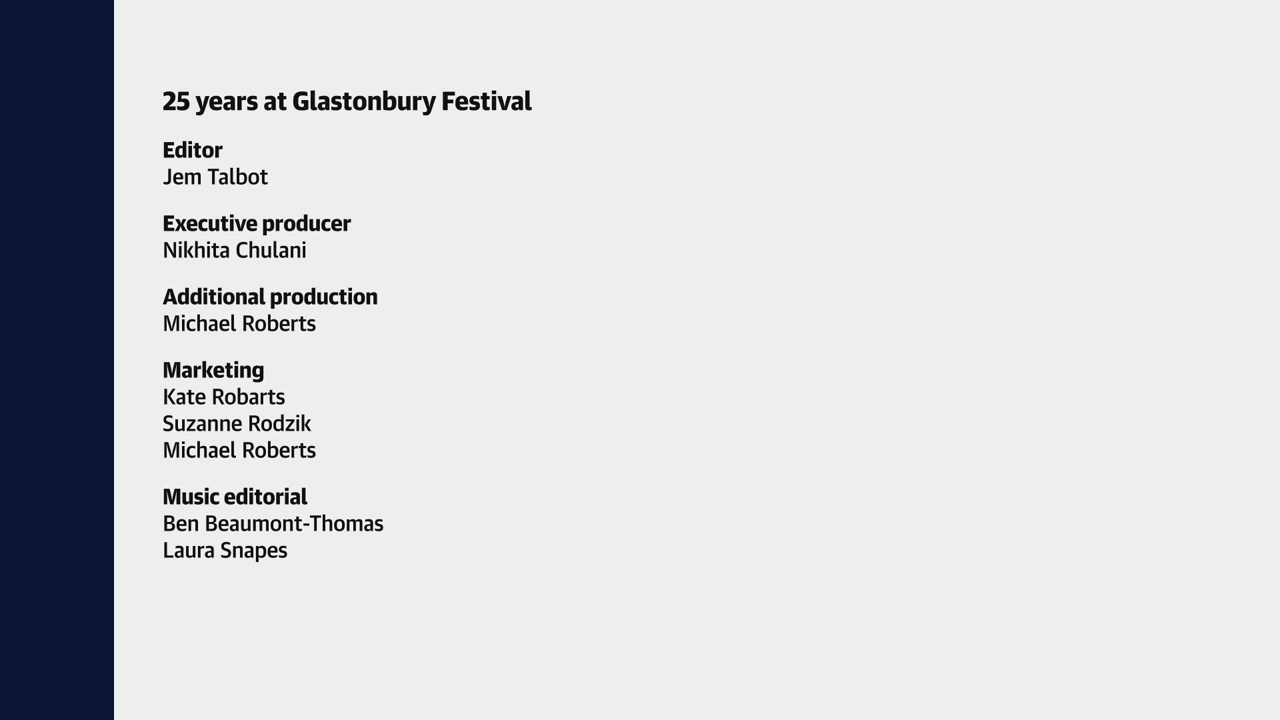 25 years at Glastonbury Festival
Editor
Jem Talbot
Executive producer
Nikhita Chulani
Additional production
Michael Roberts
Marketing
Kate Robarts
Suzanne Rodzik
Michael Roberts
Music editorial
Ben Beaumont-Thomas
Laura Snapes